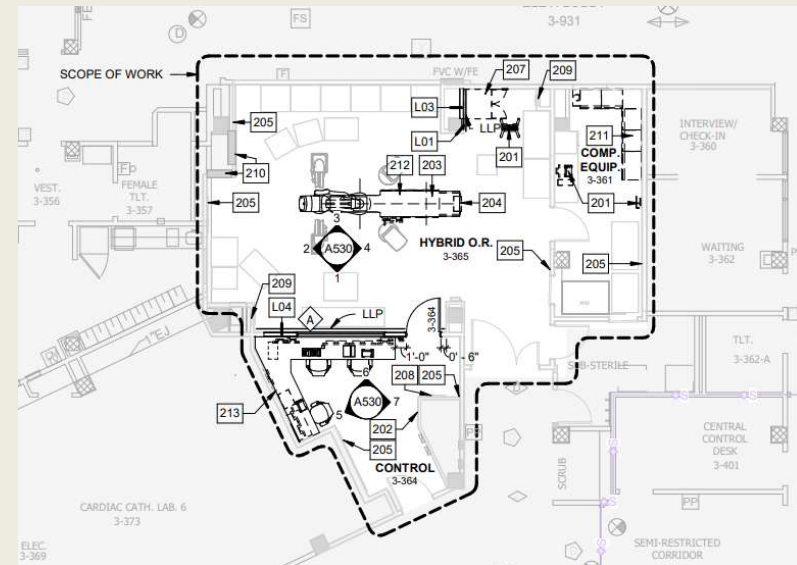 3-931
FS
D
F
SCOPE OF WORK
FVC W/FE
207
209
L03
L01
LLP
201
205
211
INTERVIEW/
CHECK-IN
3-360
COMP.
EQUIP.
3-361
210
212
203
201
VEST.
3-356
FEMALE
TLT.
3-357
205
204
3
2
A530
4
1
HYBRID O.R.
3-365
205
205
WAITING
3-362
209
L04
A
LLP
3-364
1"EJ
1'-0"
0' - 6"
TLT.
3-362-A
SUB-STERILE
208
205
6
A530
7
5
213
202
205
CONTROL
3-364
PP
SCRUB
CENTRAL
CONTROL
DESK
3-401
S
S
S
S
PP
CARDIAC CATH. LAB. 6
3-373
ELEC.
3-369
SEMI-RESTRICTED
CORRIDOR